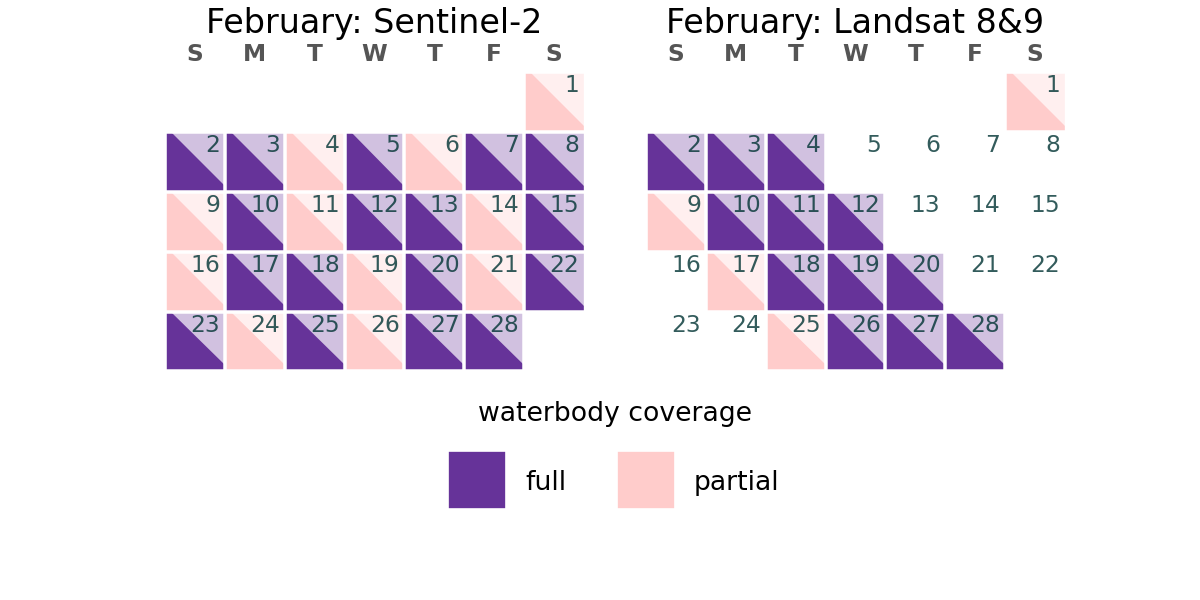 February: Sentinel-2
S M T W T F S
1
2 3 4 5 6 7 8
9 10 11 12 13 14 15
16 17 18 19 20 21 22
23 24 25 26 27 28
February: Landsat 8&9
S M T W T F S
1
2 3 4 5 6 7 8
9 10 11 12 13 14 15
16 17 18 19 20 21 22
23 24 25 26 27 28
waterbody coverage
full partial